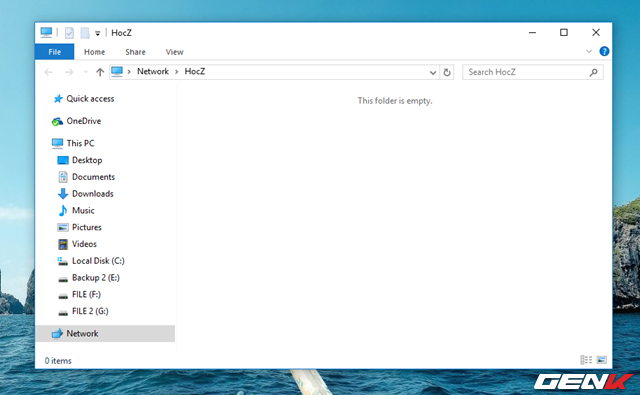 HocZ
File Home Share View
Network HocZ Search HocZ
Quick access
This folder is empty.
OneDrive
This PC
Desktop
Documents
Downloads
Music
Pictures
Videos
Local Disk (C:)
Backup 2 (E:)
FILE (F:)
FILE 2 (G:)
Network
0 items
GENK